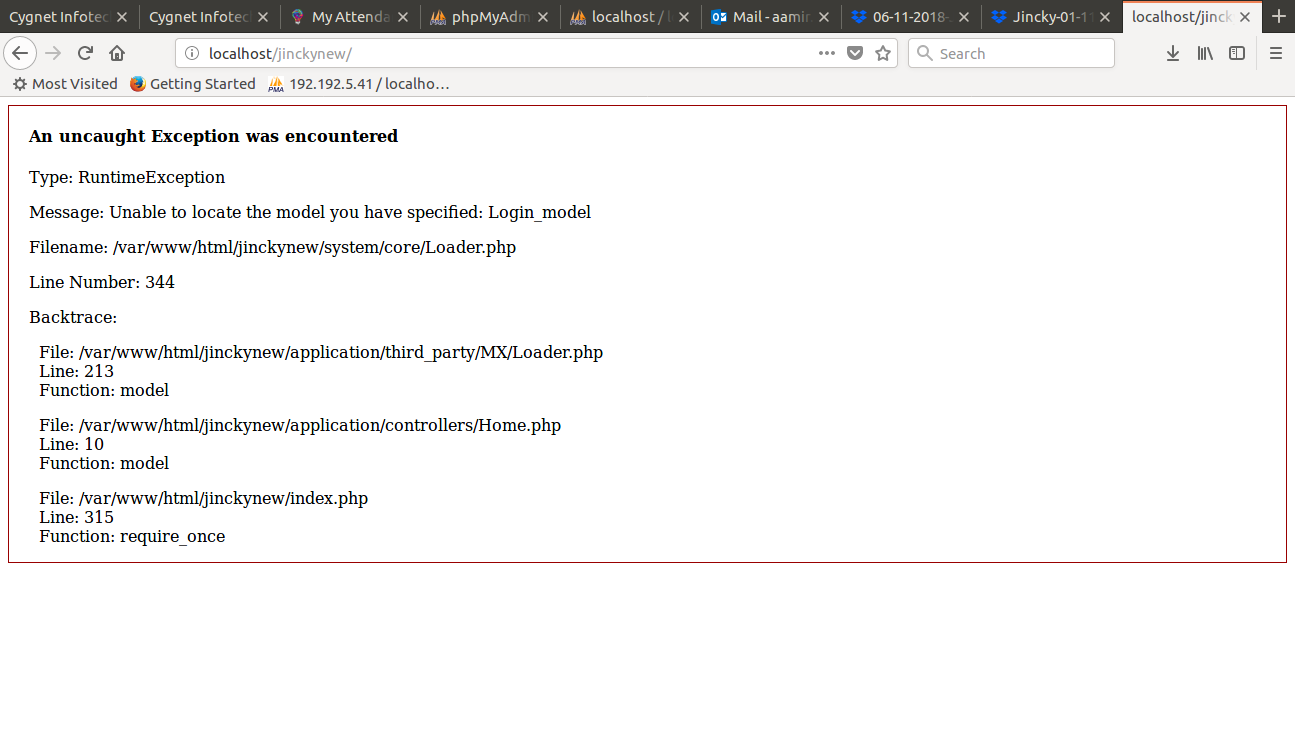 Cygnet Infotec
Cygnet Infotec
My Attenda
phpMyAdm
localhost / l
Mail - aamir
06-11-2018-
Jincky-01-11
localhost/jinck
localhost/jinckynew/
Search
Most Visited
Getting Started
PMA
192.192.5.41 / localho…
An uncaught Exception was encountered
Type: RuntimeException
Message: Unable to locate the model you have specified: Login_model
Filename: /var/www/html/jinckynew/system/core/Loader.php
Line Number: 344
Backtrace:
File: /var/www/html/jinckynew/application/third_party/MX/Loader.php
Line: 213
Function: model
File: /var/www/html/jinckynew/application/controllers/Home.php
Line: 10
Function: model
File: /var/www/html/jinckynew/index.php
Line: 315
Function: require_once